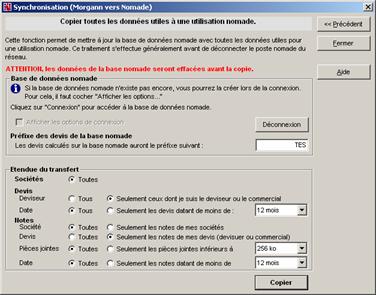 Synchronisation (Morgann vers Nomade)
Copier toutes les données utiles à une utilisation nomade.
<< Précédent
Cette fonction permet de mettre à jour la base de données nomade avec toutes les données utiles pour
une utilisation nomade. Ce traitement s'effectue généralement avant de déconnecter le poste nomade du
réseau.
Fermer
ATTENTION, les données de la base nomade seront effacées avant la copie.
Aide
Base de données nomade
Si la base de données nomade n'existe pas encore, vous pourrez la créer lors de la connexion.
Pour cela, il faut cocher "Afficher les options..."
Cliquez sur "Connexion" pour accéder à la base de données nomade.
Afficher les options de connexion
Déconnexion
Préfixe des devis de la base nomade
Les devis calculés sur la base nomade auront le préfixe suivant :
TES
Etendue du transfert
Sociétés Toutes
Devis
Deviseur Tous Seulement ceux dont je suis le deviseur ou le commercial
Date Tous Seulement les devis datant de moins de : 12 mois
Notes
Société Toutes Seulement les notes de mes sociétés
Devis Toutes Seulement les notes de mes devis (deviseur ou commercial)
Pièces jointes Toutes Seulement les pièces jointes inférieurs à 256 ko
Date Toutes Seulement les notes datant de moins de 12 mois
Copier